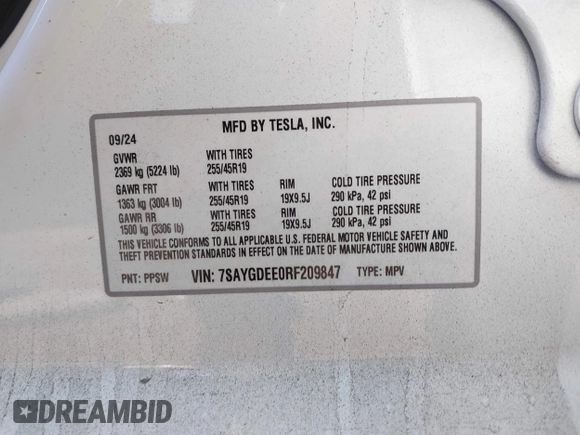 MFD BY TESLA, INC.
09/24
GVWR WITH TIRES
2369 kg (5224 lb) 255/45R19
GAWR FRT WITH TIRES RIM COLD TIRE PRESSURE
1363 kg (3004 lb) 255/45R19 19X9.5J 290 kPa, 42 psi
GAWR RR WITH TIRES RIM COLD TIRE PRESSURE
1500 kg (3306 lb) 255/45R19 19X9.5J 290 kPa, 42 psi
THIS VEHICLE CONFORMS TO ALL APPLICABLE U.S. FEDERAL MOTOR VEHICLE SAFETY AND
THEFT PREVENTION STANDARDS IN EFFECT ON THE DATE OF MANUFACTURE SHOWN ABOVE.
PNT: PPSW VIN: 7SAYGDEE0RF209847 TYPE: MPV
DREAMBID